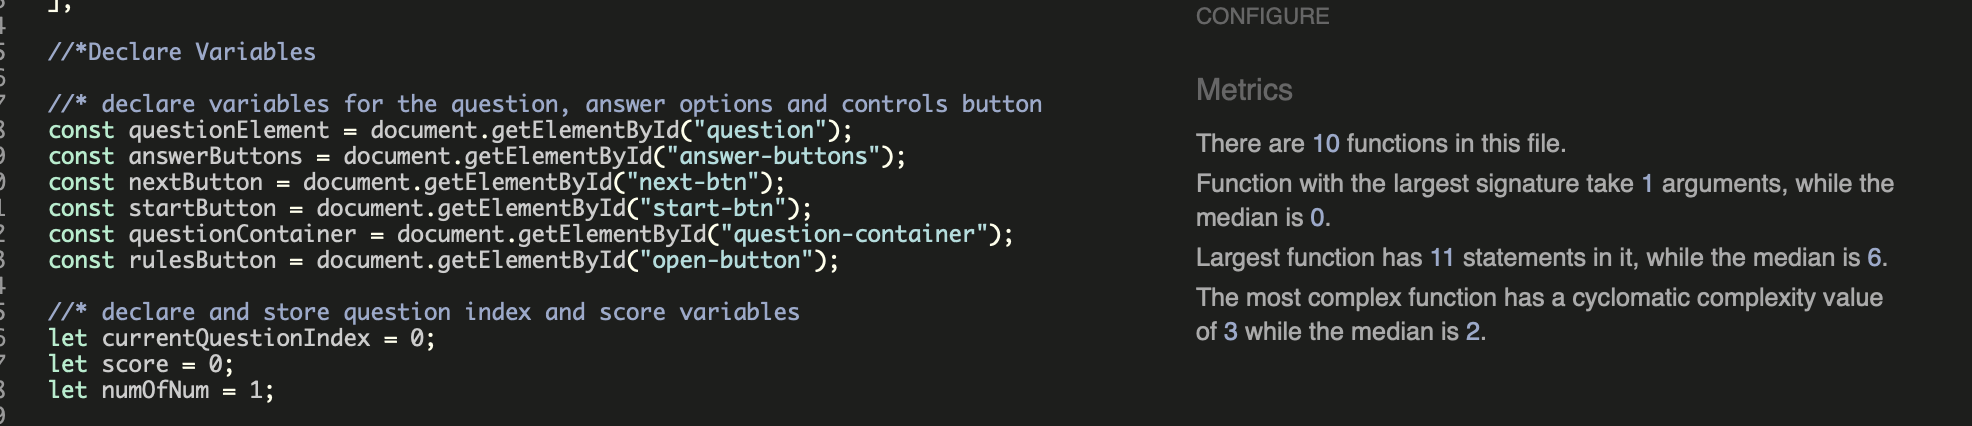 ];
//*Declare Variables
//* declare variables for the question, answer options and controls button
const questionElement = document.getElementById("question");
const answerButtons = document.getElementById("answer-buttons");
const nextButton = document.getElementById("next-btn");
const startButton = document.getElementById("start-btn");
const questionContainer = document.getElementById("question-container");
const rulesButton = document.getElementById("open-button");
//* declare and store question index and score variables
let currentQuestionIndex = 0;
let score = 0;
let numOfNum = 1;
CONFIGURE
Metrics
There are 10 functions in this file.
Function with the largest signature take 1 arguments, while the
median is 0.
Largest function has 11 statements in it, while the median is 6.
The most complex function has a cyclomatic complexity value
of 3 while the median is 2.